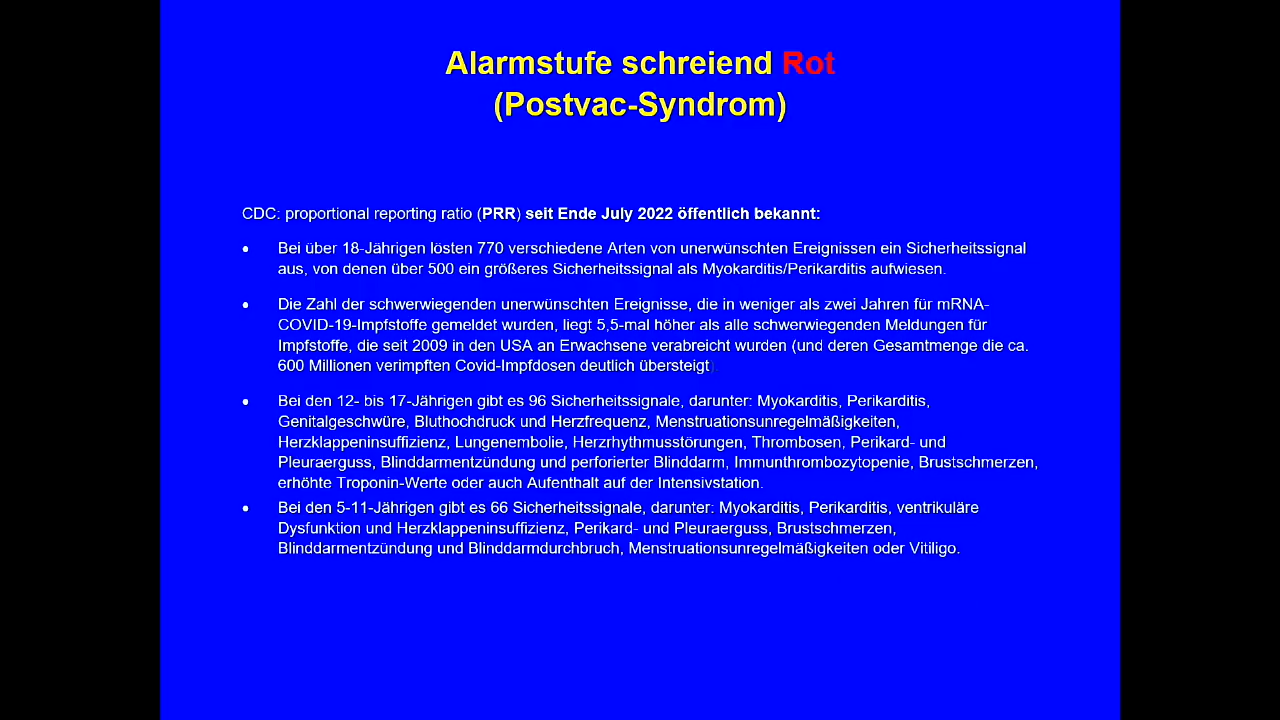 Alarmstufe schreiend Rot
(Postvac-Syndrom)
CDC: proportional reporting ratio (PRR) seit Ende July 2022 öffentlich bekannt:
• Bei über 18-Jährigen lösten 770 verschiedene Arten von unerwünschten Ereignissen ein Sicherheitssignal
aus, von denen über 500 ein größeres Sicherheitssignal als Myokarditis/Perikarditis aufwiesen.
• Die Zahl der schwerwiegenden unerwünschten Ereignisse, die in weniger als zwei Jahren für mRNA-
COVID-19-Impfstoffe gemeldet wurden, liegt 5,5-mal höher als alle schwerwiegenden Meldungen für
Impfstoffe, die seit 2009 in den USA an Erwachsene verabreicht wurden (und deren Gesamtmenge die ca.
600 Millionen verimpften Covid-Impfdosen deutlich übersteigt).
• Bei den 12- bis 17-Jährigen gibt es 96 Sicherheitssignale, darunter: Myokarditis, Perikarditis,
Genitalgeschwüre, Bluthochdruck und Herzfrequenz, Menstruationsunregelmäßigkeiten,
Herzklappeninsuffizienz, Lungenembolie, Herzrhythmusstörungen, Thrombosen, Perikard- und
Pleuraerguss, Blinddarmentzündung und perforierter Blinddarm, Immunthrombozytopenie, Brustschmerzen,
erhöhte Troponin-Werte oder auch Aufenthalt auf der Intensivstation.
• Bei den 5-11-Jährigen gibt es 66 Sicherheitssignale, darunter: Myokarditis, Perikarditis, ventrikuläre
Dysfunktion und Herzklappeninsuffizienz, Perikard- und Pleuraerguss, Brustschmerzen,
Blinddarmentzündung und Blinddarmdurchbruch, Menstruationsunregelmäßigkeiten oder Vitiligo.